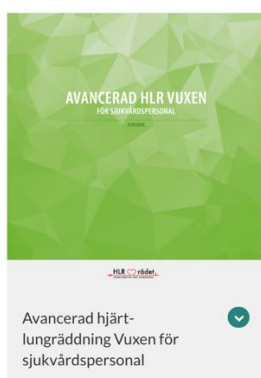 AVANCERAD HLR VUXEN
FÖR SJUKVÅRDSPERSONAL
HLR rådet
Avancerad hjärt-
lungräddning Vuxen för
sjukvårdspersonal